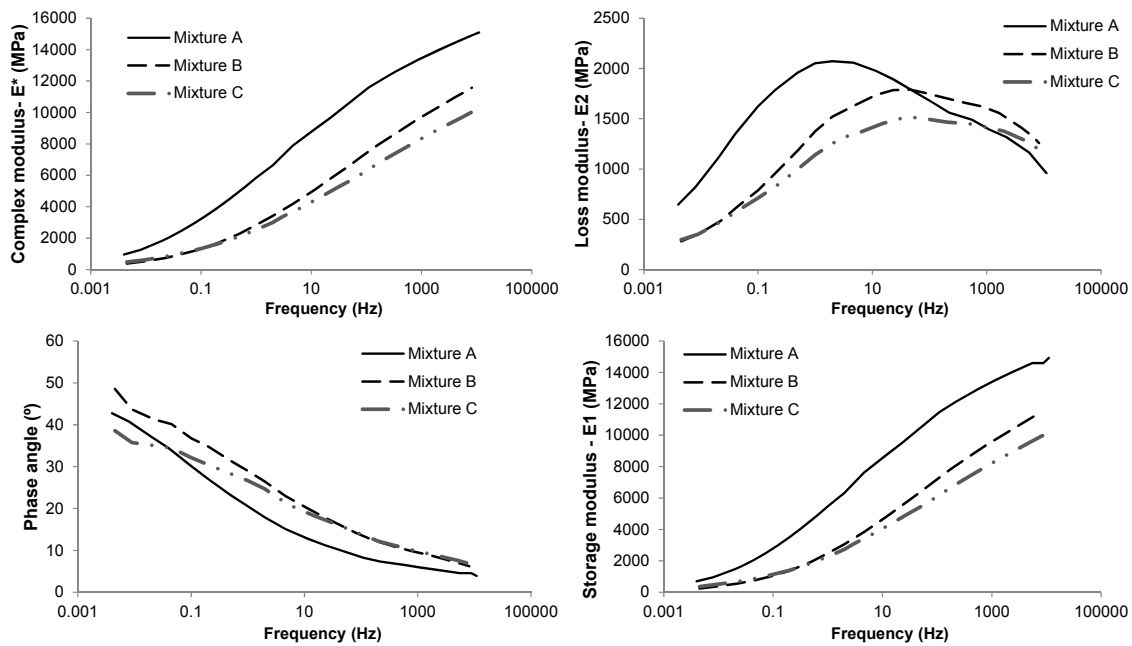 Complex modulus- E* (MPa)
16000
14000
12000
10000
8000
6000
4000
2000
0
Mixture A
Mixture B
Mixture C
0.001
0.1
10
1000
100000
Frequency (Hz)
Loss modulus- E2 (MPa)
2500
2000
1500
1000
500
0
Mixture A
Mixture B
Mixture C
0.001
0.1
10
1000
100000
Frequency (Hz)
Phase angle (º)
60
50
40
30
20
10
0
Mixture A
Mixture B
Mixture C
0.001
0.1
10
1000
100000
Frequency (Hz)
Storage modulus - E1 (MPa)
16000
14000
12000
10000
8000
6000
4000
2000
0
Mixture A
Mixture B
Mixture C
0.001
0.1
10
1000
100000
Frequency (Hz)